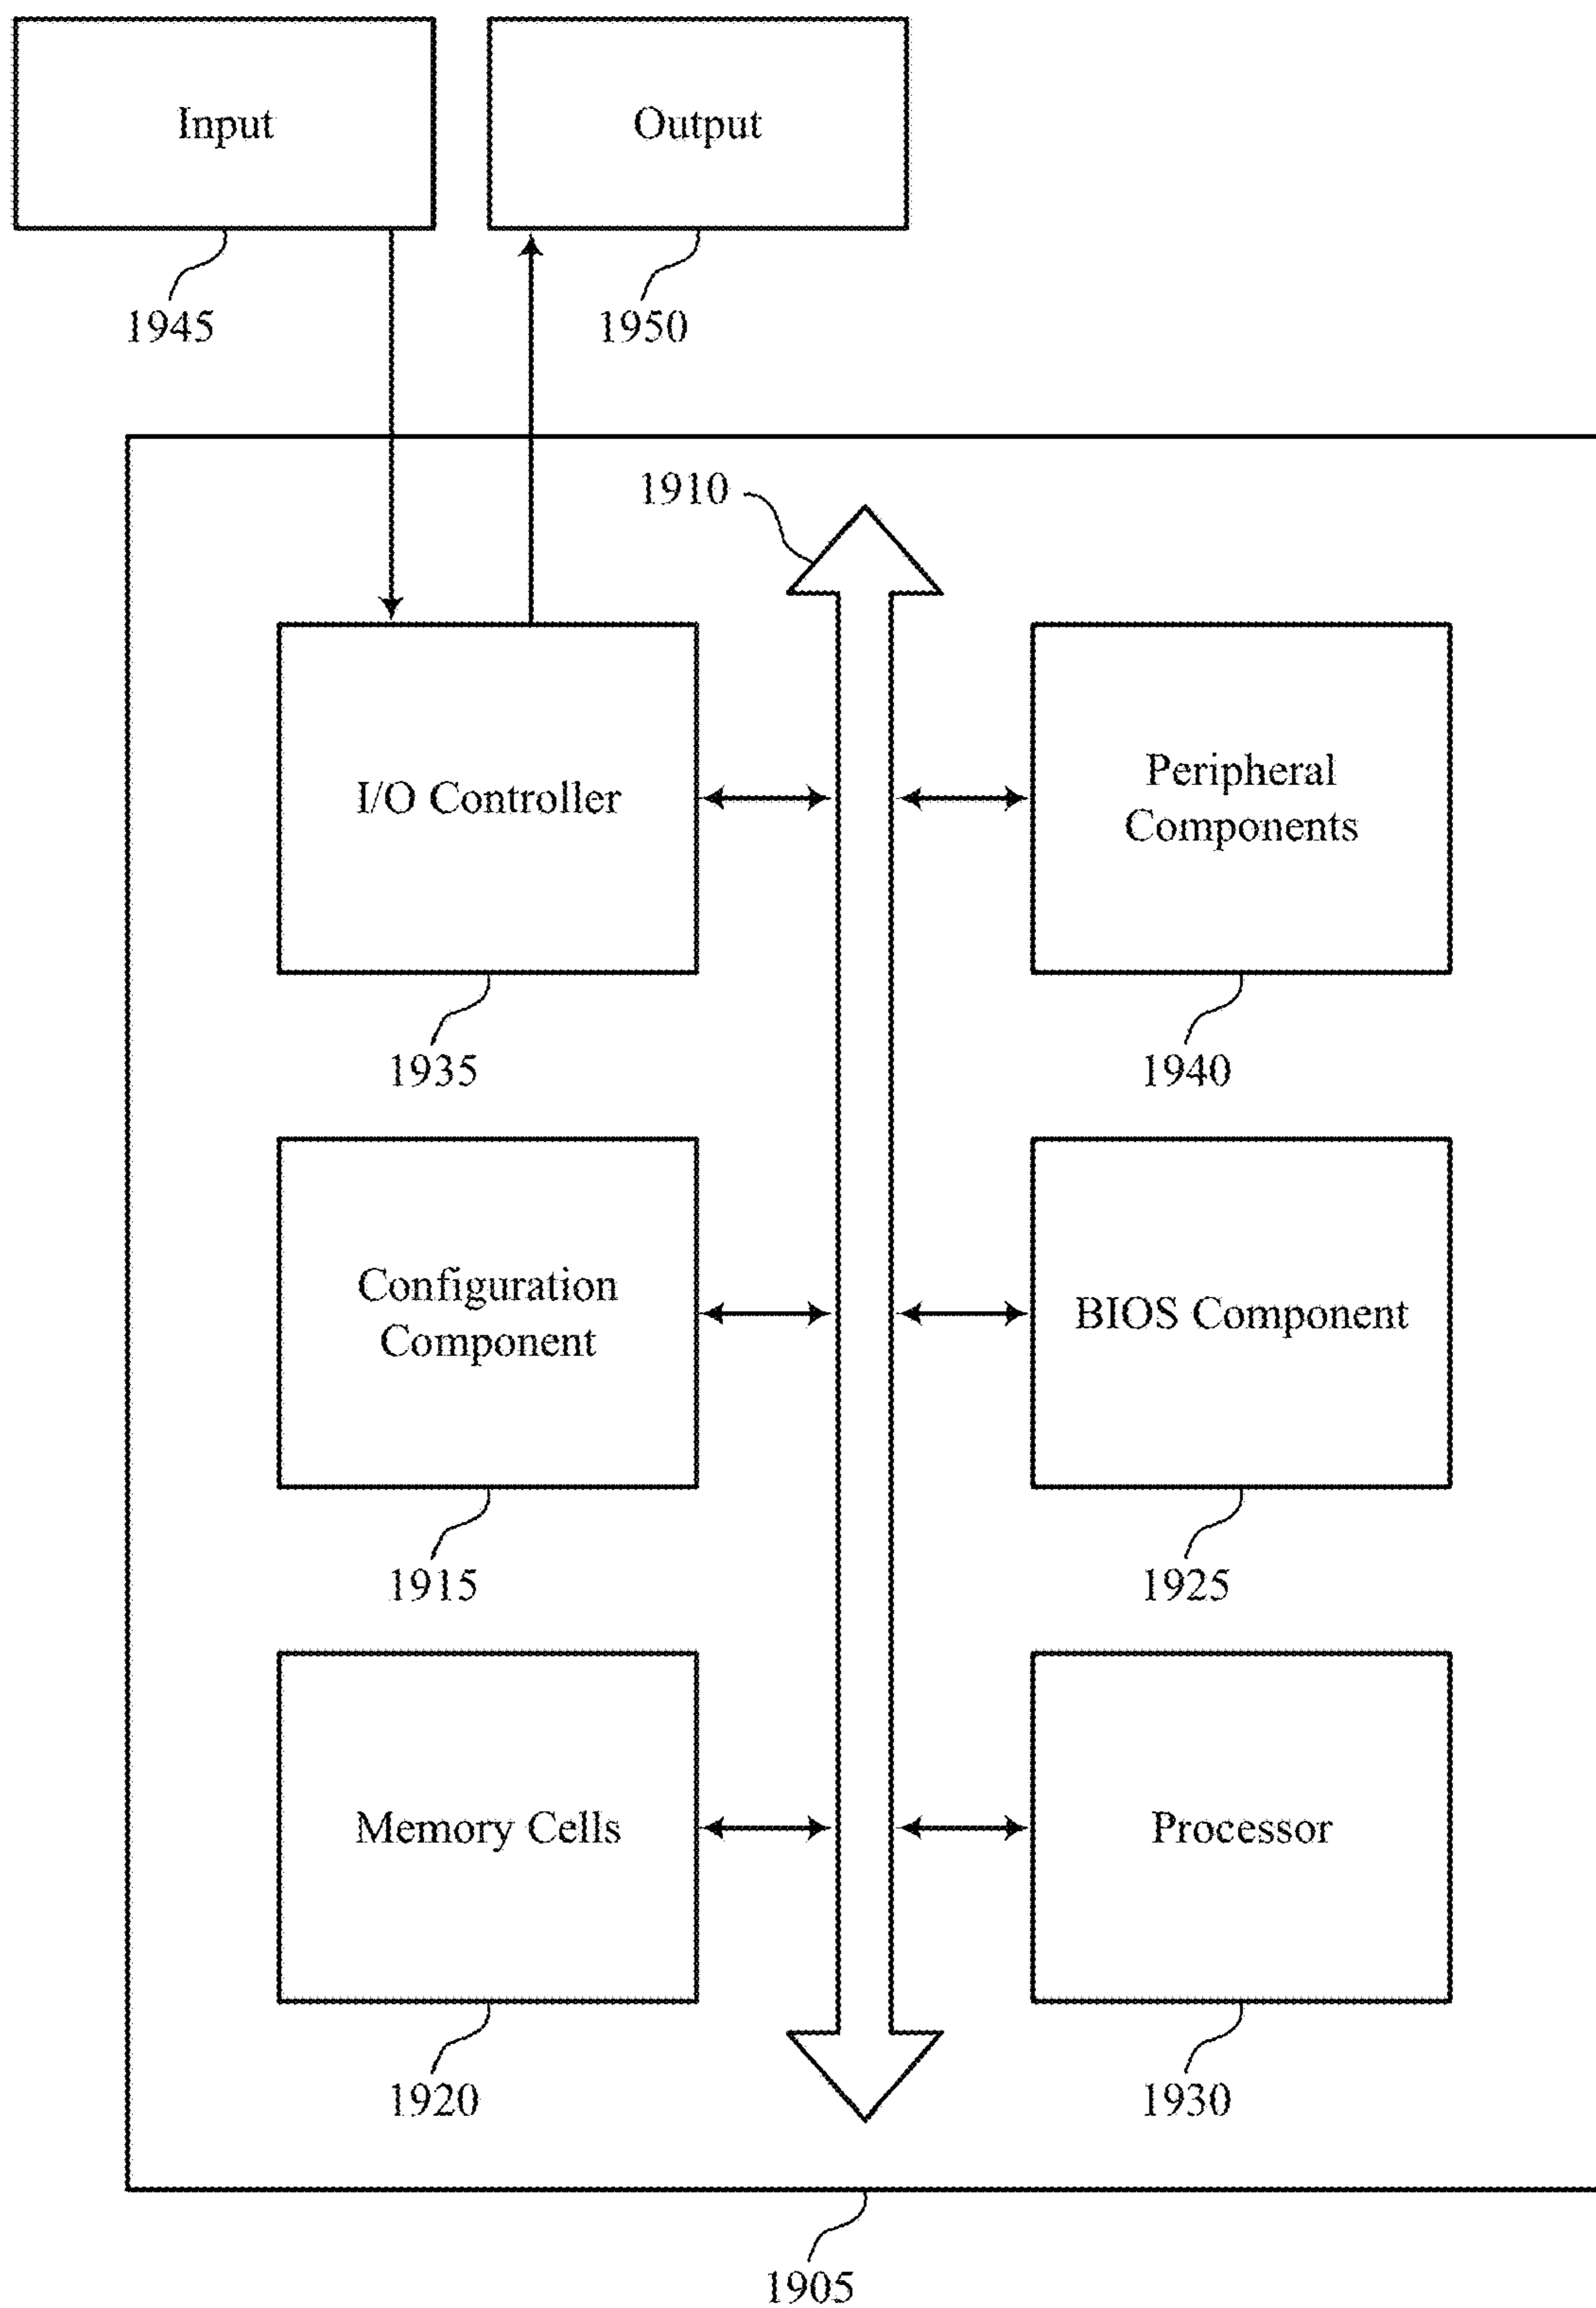 Input
Output
1945
1950
1910
I/O Controller
Peripheral
Components
1935
1940
Configuration
Component
BIOS Component
1915
1925
Memory Cells
Processor
1920
1930
1905